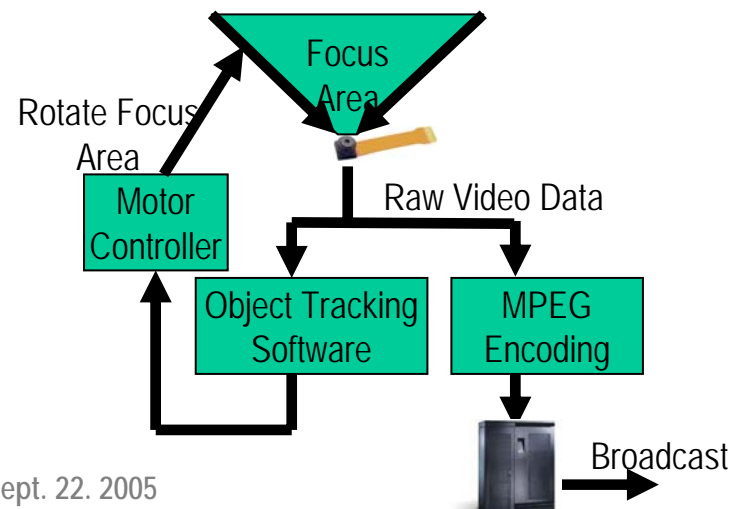 Focus
Area
Rotate Focus
Area
Motor
Controller
Raw Video Data
Object Tracking
Software
MPEG
Encoding
Broadcast
ept. 22. 2005